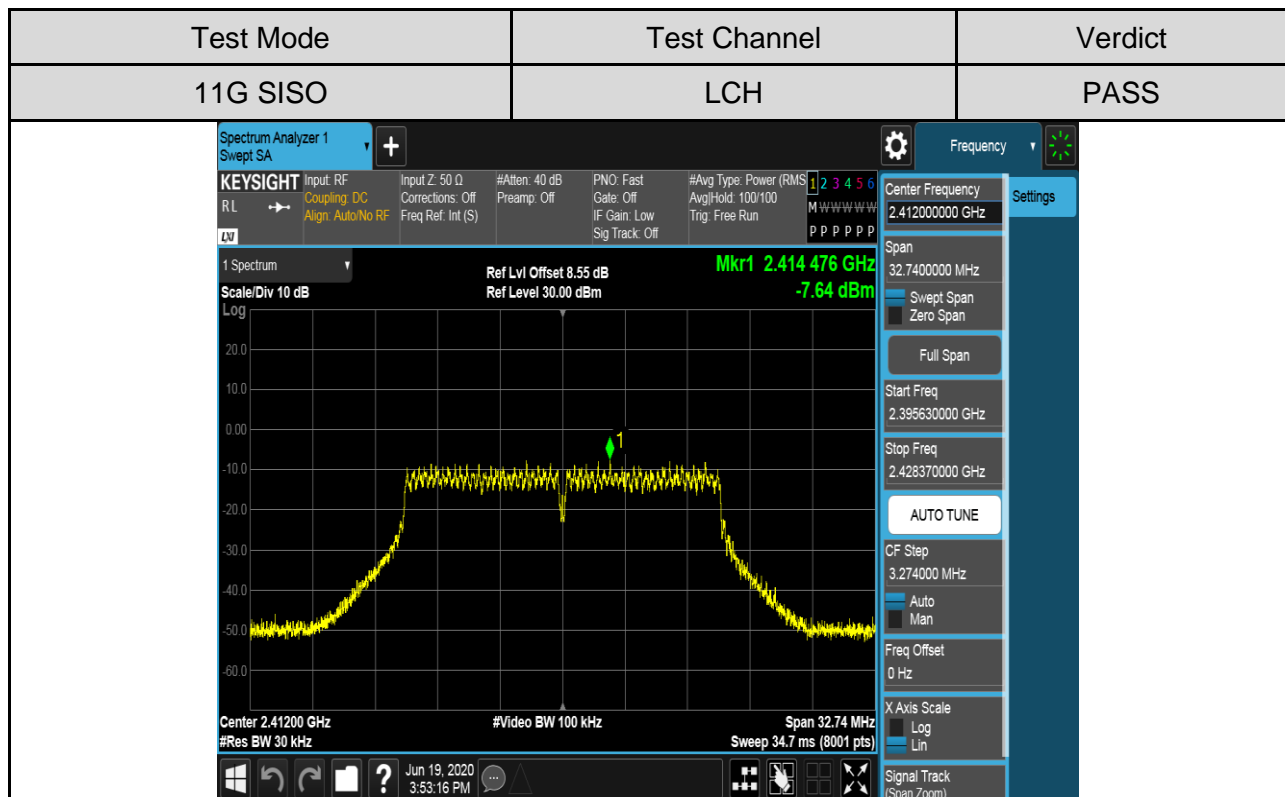 Test Mode Test Channel Verdict
11G SISO LCH PASS
Spectrum Analyzer 1
Swept SA
+
Frequency
KEYSIGHT Input: RF Input Z: 50 Ω #Atten: 40 dB PNO: Fast #Avg Type: Power (RMS 1 2 3 4 5 6
RL Coupling: DC Corrections: Off Preamp: Off Gate: Off Avg|Hold: 100/100 M W W W W W
Align: Auto/No RF Freq Ref: Int (S) IF Gain: Low Trig: Free Run
LXI Sig Track: Off P P P P P P
1 Spectrum Ref Lvl Offset 8.55 dB Mkr1 2.414 476 GHz
Scale/Div 10 dB Ref Level 30.00 dBm -7.64 dBm
Log
20.0
10.0
0.00
1
-10.0
-20.0
-30.0
-40.0
-50.0
-60.0
Center 2.41200 GHz #Video BW 100 kHz Span 32.74 MHz
#Res BW 30 kHz Sweep 34.7 ms (8001 pts)
? Jun 19, 2020
3:53:16 PM
Center Frequency
2.412000000 GHz
Settings
Span
32.7400000 MHz
Swept Span
Zero Span
Full Span
Start Freq
2.395630000 GHz
Stop Freq
2.428370000 GHz
AUTO TUNE
CF Step
3.274000 MHz
Auto
Man
Freq Offset
0 Hz
X Axis Scale
Log
Lin
Signal Track
(Span Zoom)